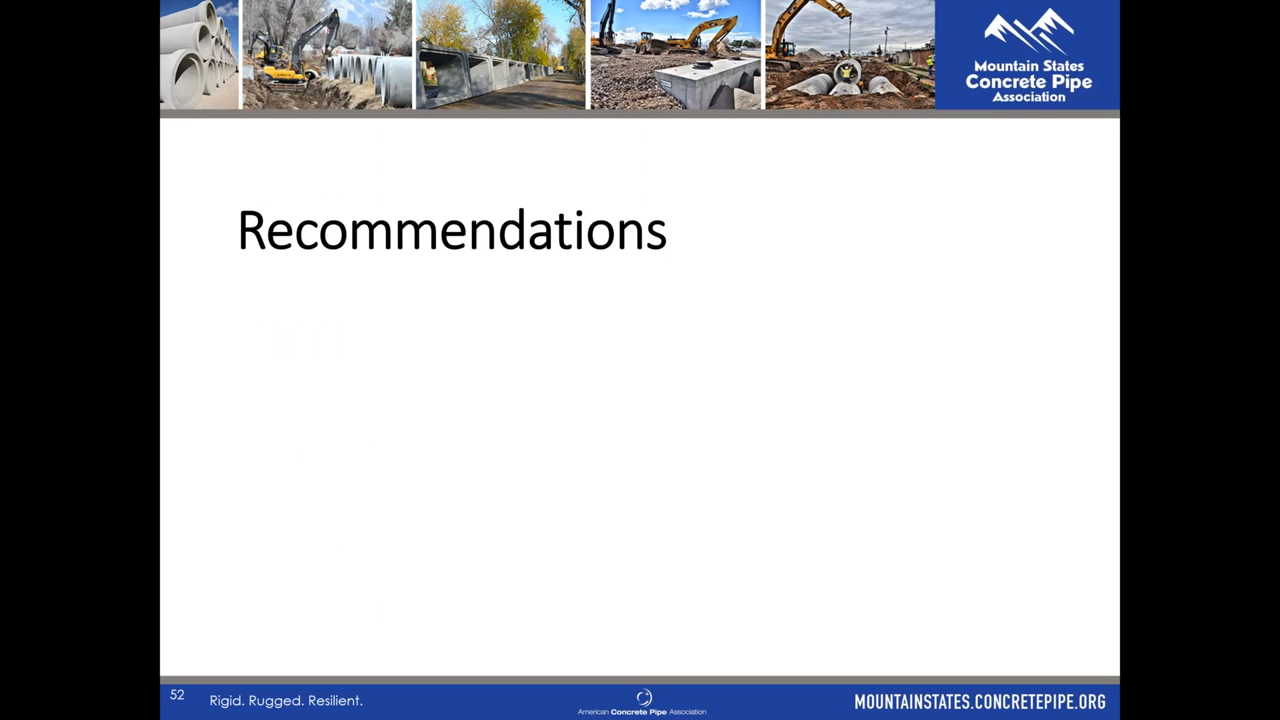 Mountain States
Concrete Pipe
Association
Recommendations
52
Rigid. Rugged. Resilient.
American Concrete Pipe Association
MOUNTAINSTATES.CONCRETEPIPE.ORG